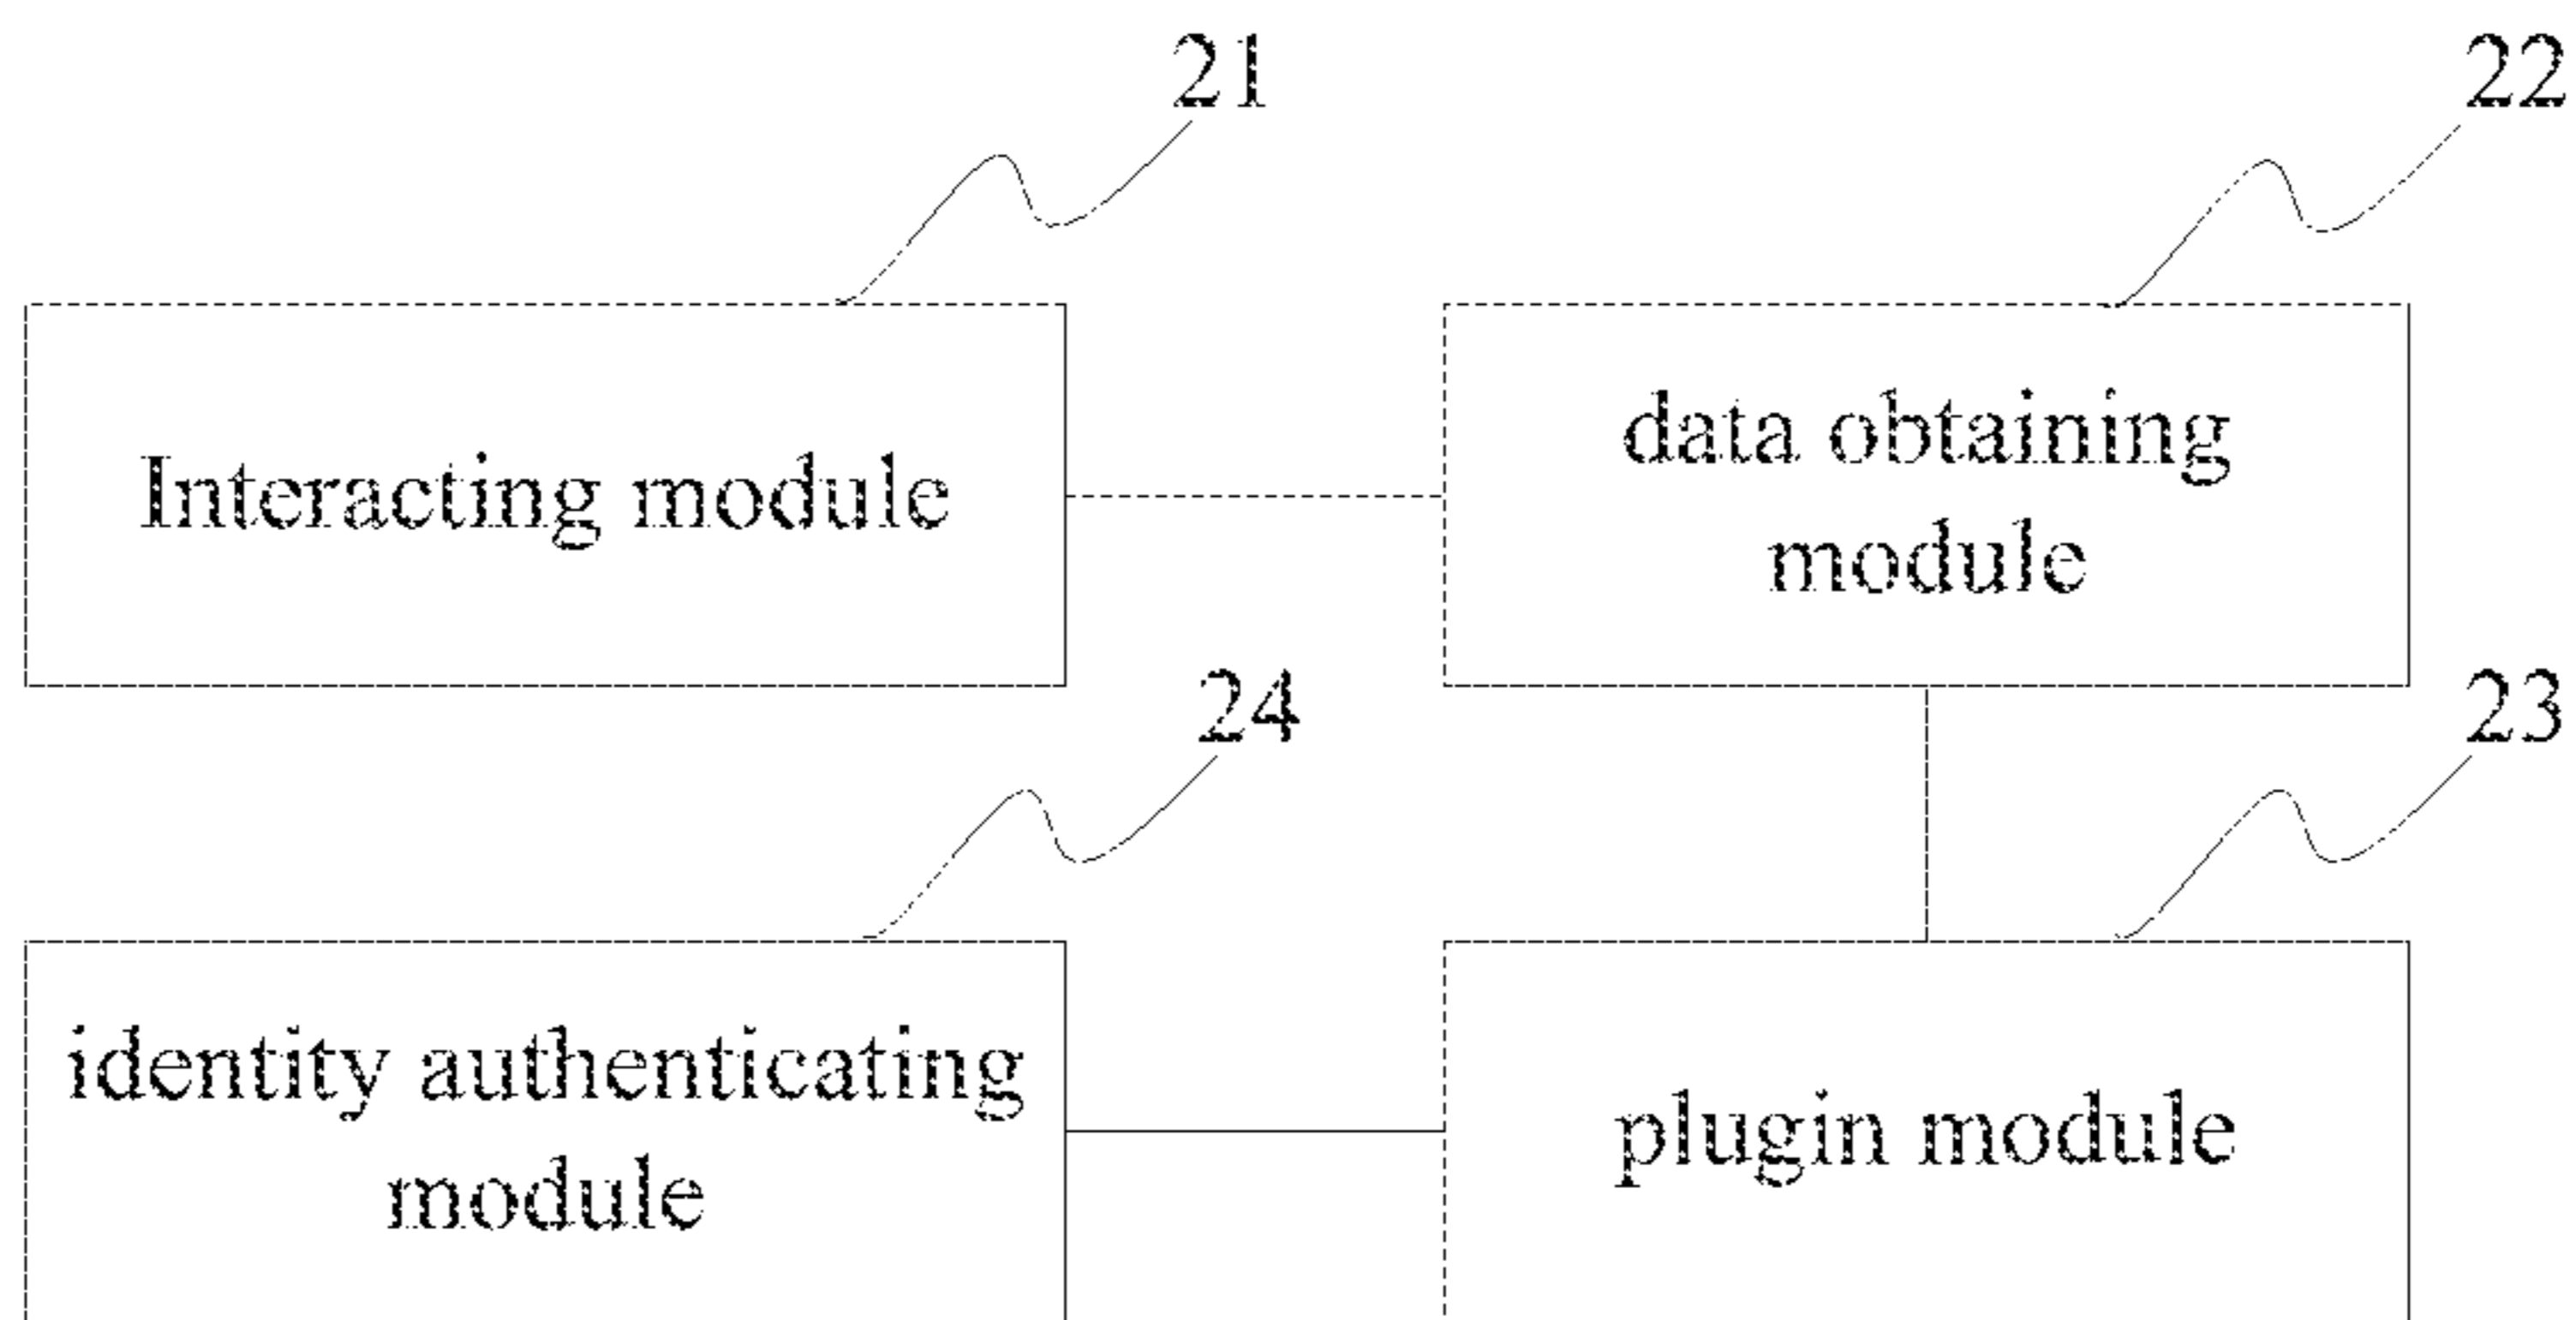 21
22
Interacting module
data obtaining
module
24
23
identity authenticating
module
plugin module